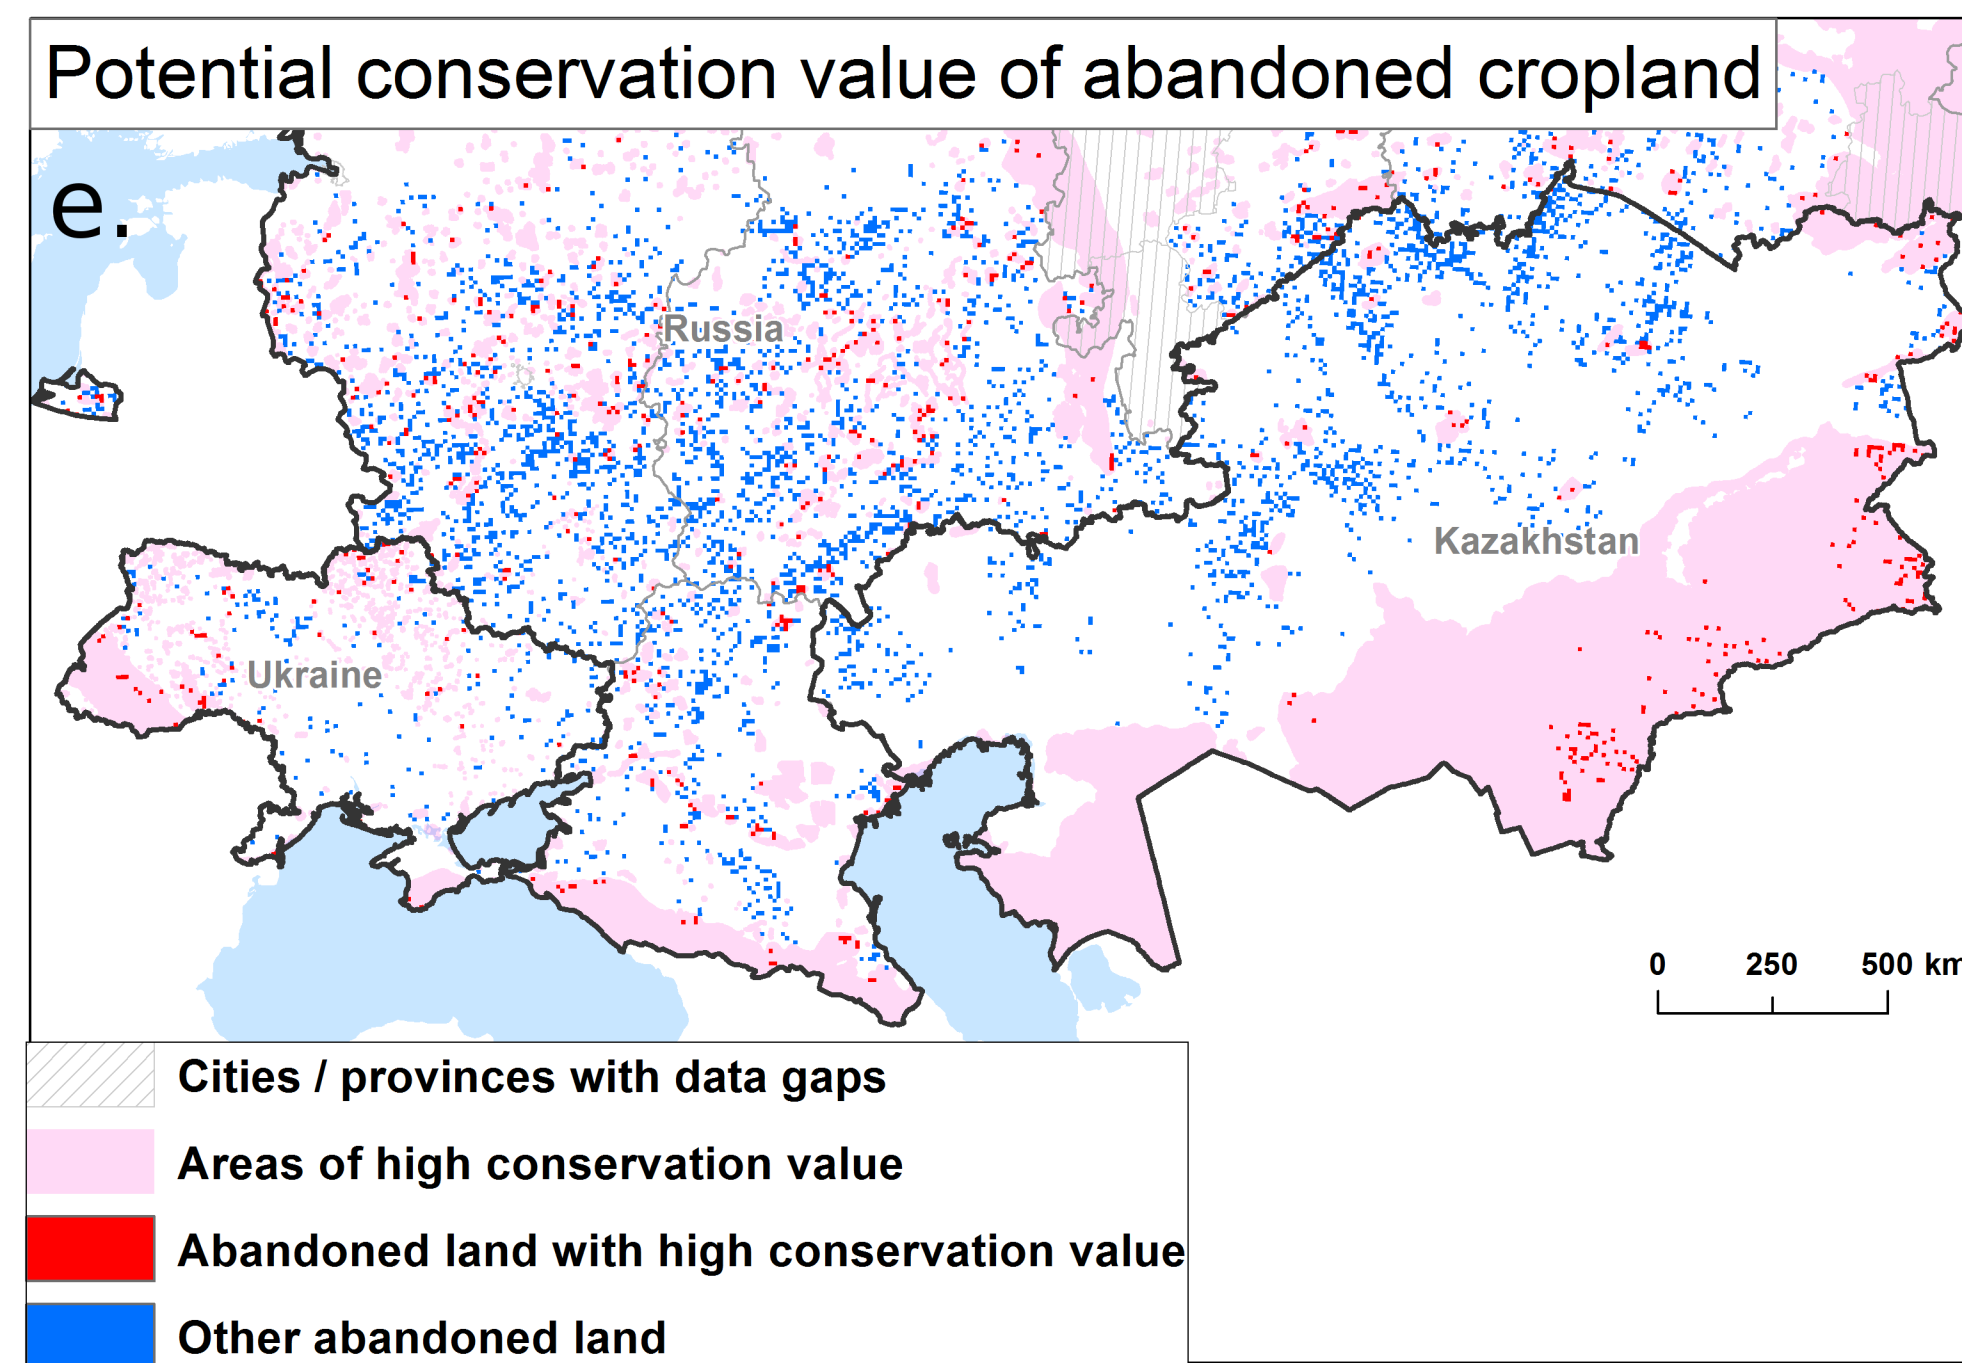 Potential conservation value of abandoned cropland
e.
Russia
Kazakhstan
Ukraine
0 250 500 km
Cities / provinces with data gaps
Areas of high conservation value
Abandoned land with high conservation value
Other abandoned land